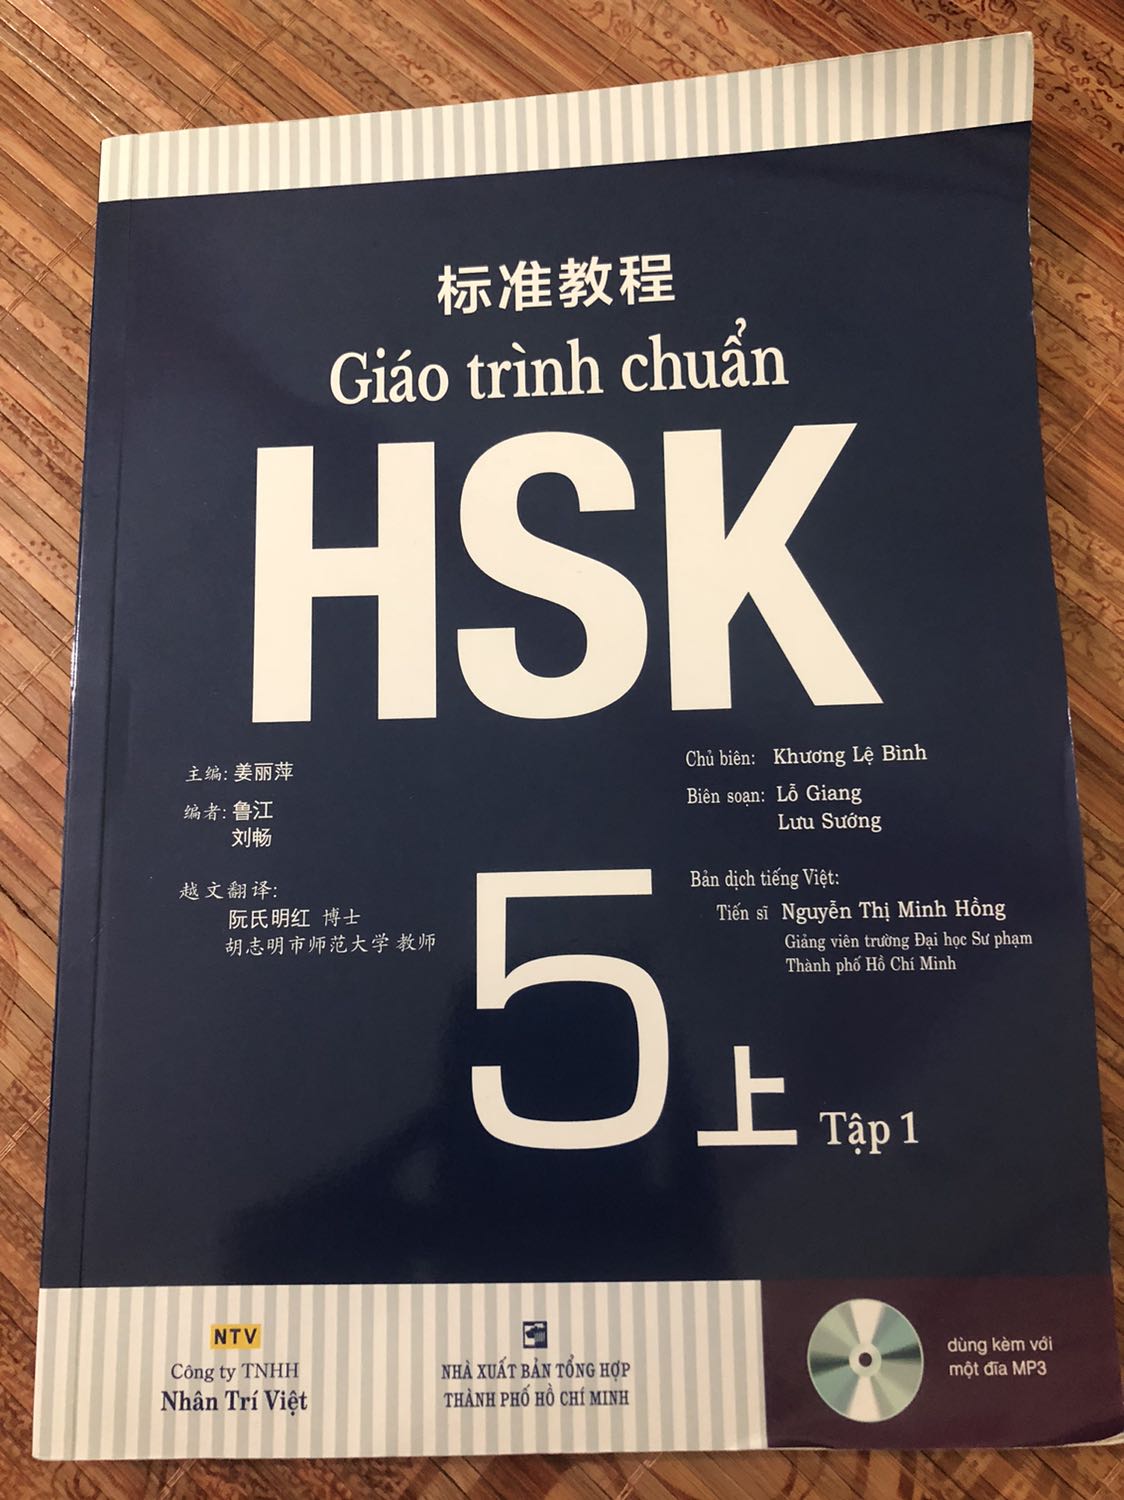 标准教程
Giáo trình chuẩn
HSK
主编: 姜丽萍
编者: 鲁江
刘畅
越文翻译:
阮氏明红 博士
胡志明市师范大学 教师
Chủ biên: Khương Lệ Bình
Biên soạn: Lỗ Giang
Lưu Sướng
Bản dịch tiếng Việt:
Tiến sĩ Nguyễn Thị Minh Hồng
Giảng viên trường Đại học Sư phạm
Thành phố Hồ Chí Minh
5 上 Tập 1
NTV
Công ty TNHH
Nhân Trí Việt
NHÀ XUẤT BẢN TỔNG HỢP
THÀNH PHỐ HỒ CHÍ MINH
dùng kèm với
một đĩa MP3